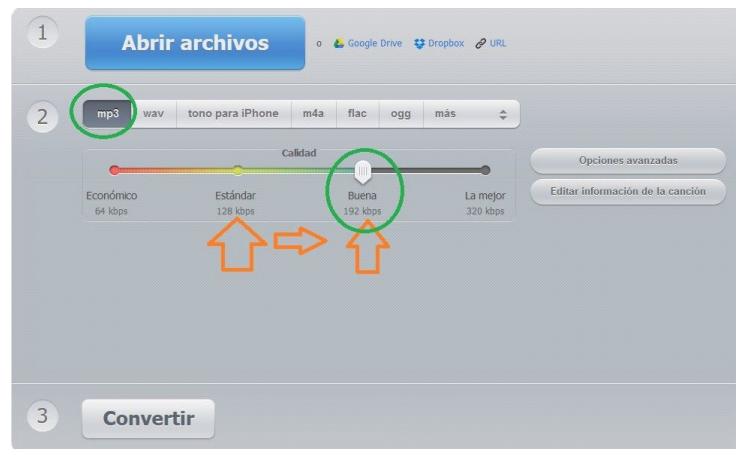 1
Abrir archivos o Google Drive Dropbox URL
2
mp3 wav tono para iPhone m4a flac ogg más
Calidad
Económico Estándar Buena La mejor
64 kbps 128 kbps 192 kbps 320 kbps
Opciones avanzadas
Editar información de la canción
3
Convertir